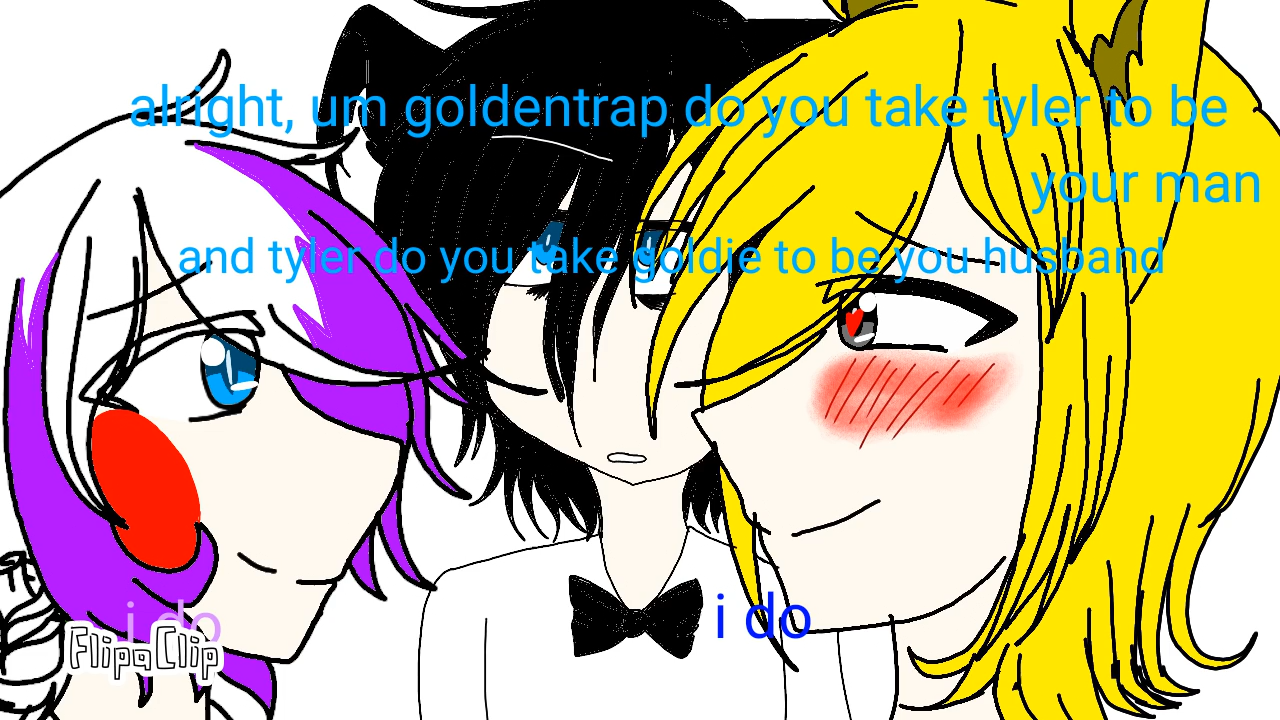 alright, um goldentrap do you take tyler to be
your man
and tyler do you take goldie to be you husband
i do
i do
FlipaClip